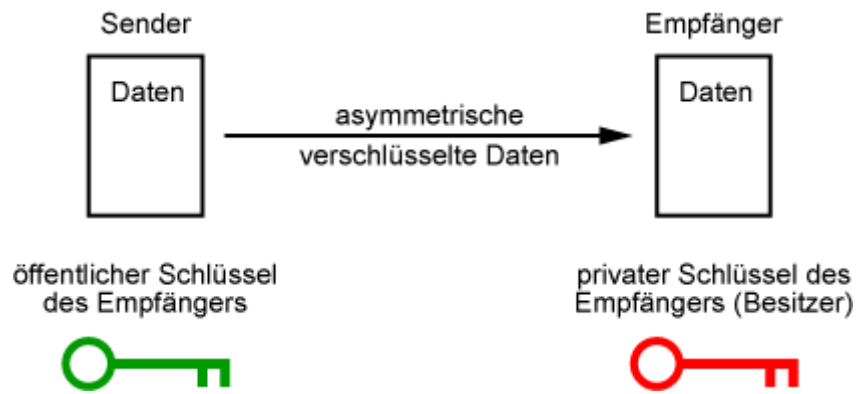 Sender
Empfänger
Daten
Daten
asymmetrische
verschlüsselte Daten
öffentlicher Schlüssel
des Empfängers
privater Schlüssel des
Empfängers (Besitzer)